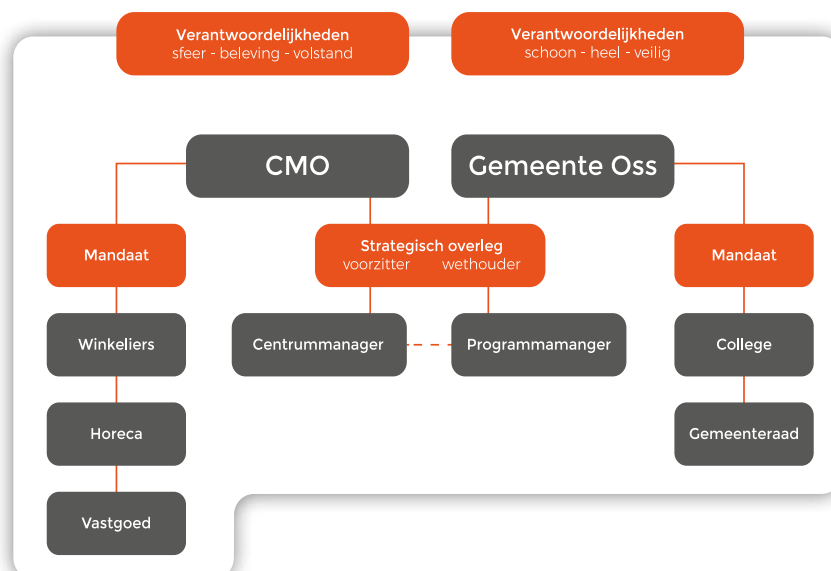 Verantwoordelijkheden
sfeer - beleving - volstand
Verantwoordelijkheden
schoon - heel - veilig
CMO
Gemeente Oss
Mandaat
Strategisch overleg
voorzitter wethouder
Mandaat
Winkeliers
Centrummanager
Programmamanger
College
Horeca
Gemeenteraad
Vastgoed